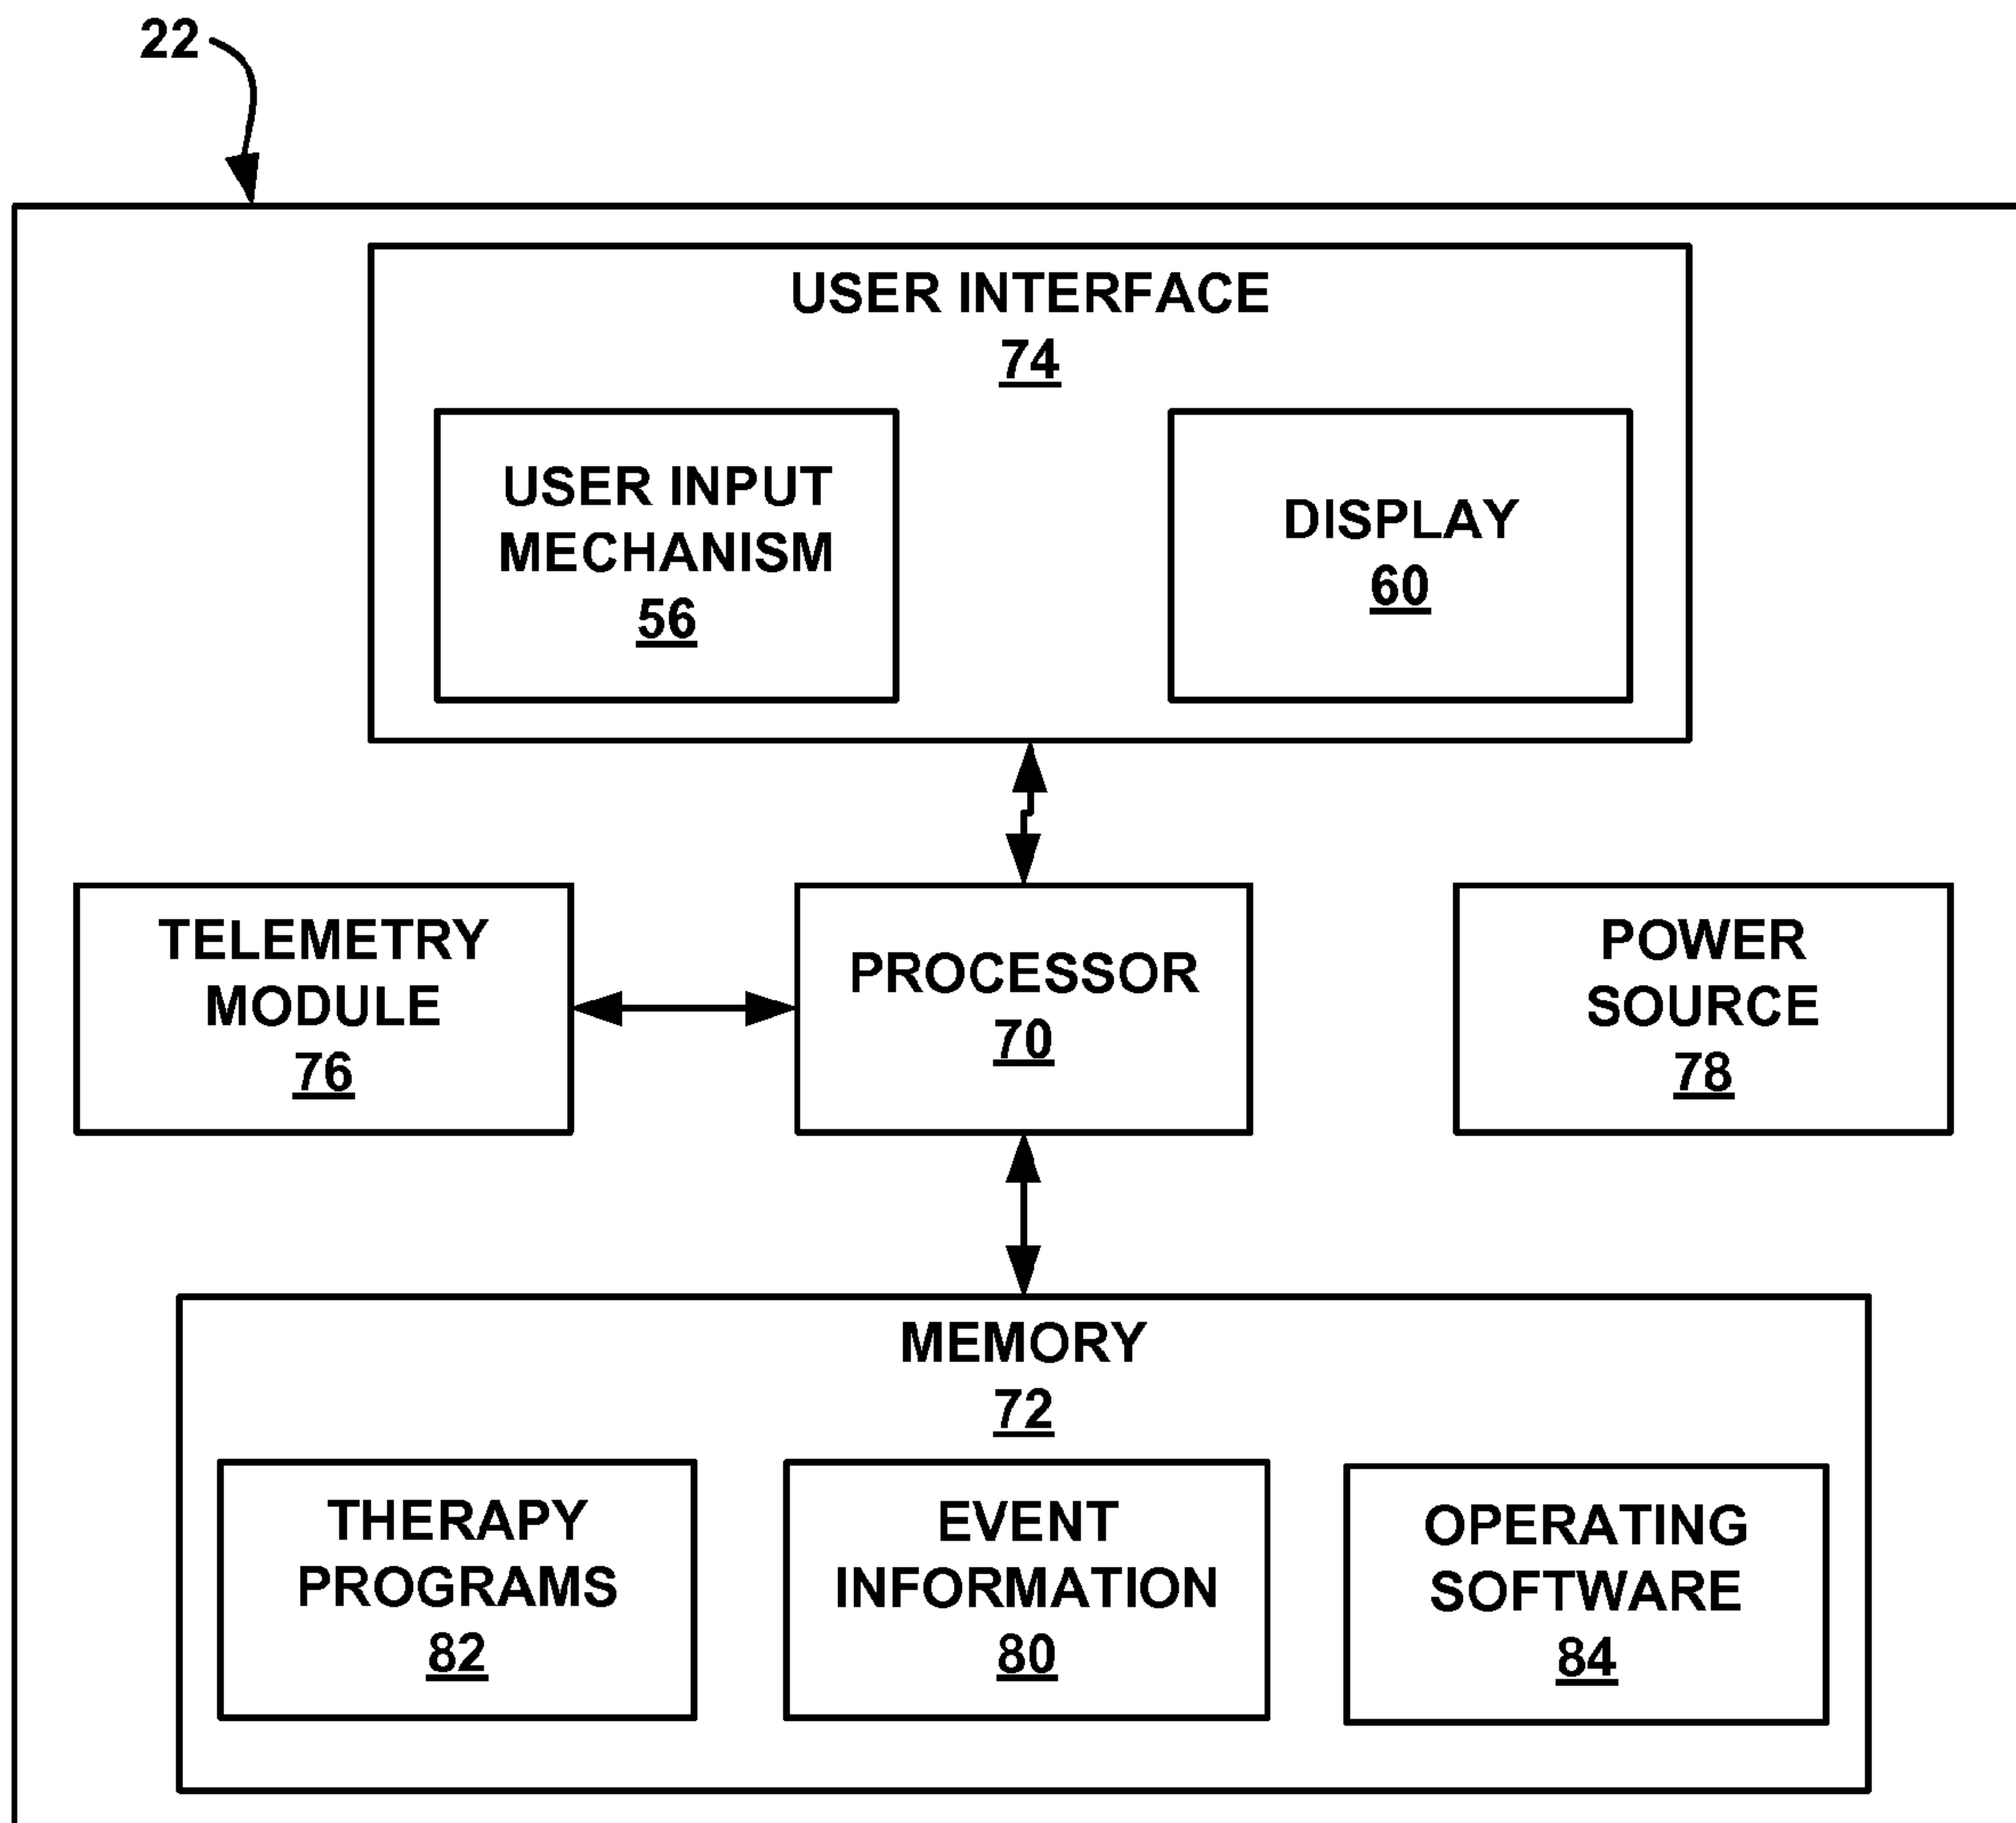 22
USER INTERFACE
74
USER INPUT
MECHANISM
56
DISPLAY
60
TELEMETRY
MODULE
76
PROCESSOR
70
POWER
SOURCE
78
MEMORY
72
THERAPY
PROGRAMS
82
EVENT
INFORMATION
80
OPERATING
SOFTWARE
84